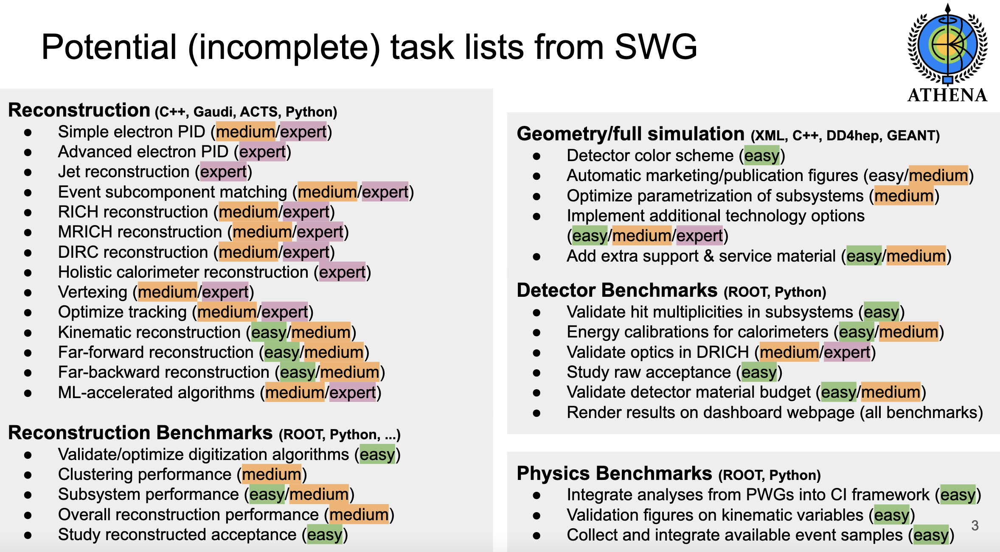 Potential (incomplete) task lists from SWG
ATHENA
Reconstruction (C++, Gaudi, ACTS, Python)
● Simple electron PID (medium/expert)
● Advanced electron PID (expert)
● Jet reconstruction (expert)
● Event subcomponent matching (medium/expert)
● RICH reconstruction (medium/expert)
● MRICH reconstruction (medium/expert)
● DIRC reconstruction (medium/expert)
● Holistic calorimeter reconstruction (expert)
● Vertexing (medium/expert)
● Optimize tracking (medium/expert)
● Kinematic reconstruction (easy/medium)
● Far-forward reconstruction (easy/medium)
● Far-backward reconstruction (easy/medium)
● ML-accelerated algorithms (medium/expert)
Reconstruction Benchmarks (ROOT, Python, ...)
● Validate/optimize digitization algorithms (easy)
● Clustering performance (medium)
● Subsystem performance (easy/medium)
● Overall reconstruction performance (medium)
● Study reconstructed acceptance (easy)
Geometry/full simulation (XML, C++, DD4hep, GEANT)
● Detector color scheme (easy)
● Automatic marketing/publication figures (easy/medium)
● Optimize parametrization of subsystems (medium)
● Implement additional technology options
(easy/medium/expert)
● Add extra support & service material (easy/medium)
Detector Benchmarks (ROOT, Python)
● Validate hit multiplicities in subsystems (easy)
● Energy calibrations for calorimeters (easy/medium)
● Validate optics in DRICH (medium/expert)
● Study raw acceptance (easy)
● Validate detector material budget (easy/medium)
● Render results on dashboard webpage (all benchmarks)
Physics Benchmarks (ROOT, Python)
● Integrate analyses from PWGs into CI framework (easy)
● Validation figures on kinematic variables (easy)
● Collect and integrate available event samples (easy)
3